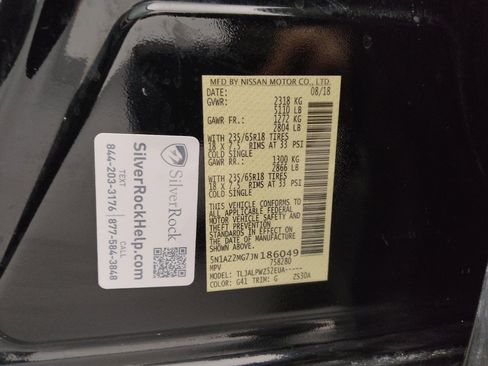 MFD BY NISSAN MOTOR CO., LTD.
DATE: 08/18
GVWR: 2318 KG
5110 LB
GAWR FR.: 1272 KG
2804 LB
WITH 235/65R18 TIRES
18 X 7.5 RIMS AT 33 PSI
COLD SINGLE
GAWR RR.: 1300 KG
2866 LB
WITH 235/65R18 TIRES
18 X 7.5 RIMS AT 33 PSI
COLD SINGLE
THIS VEHICLE CONFORMS TO
ALL APPLICABLE FEDERAL
MOTOR VEHICLE SAFETY AND
THEFT PREVENTION
STANDARDS IN EFFECT ON
THE DATE OF MANUFACTURE
SHOWN ABOVE.
5N1AZ2MG7JN186049
MPV 758280
MODEL: TLJALPWZ52EUA-----
COLOR: G41 TRIM: G ZS30A
SilverRock
SilverRockHelp.com
TEXT CALL
844-203-3176 | 877-584-3848